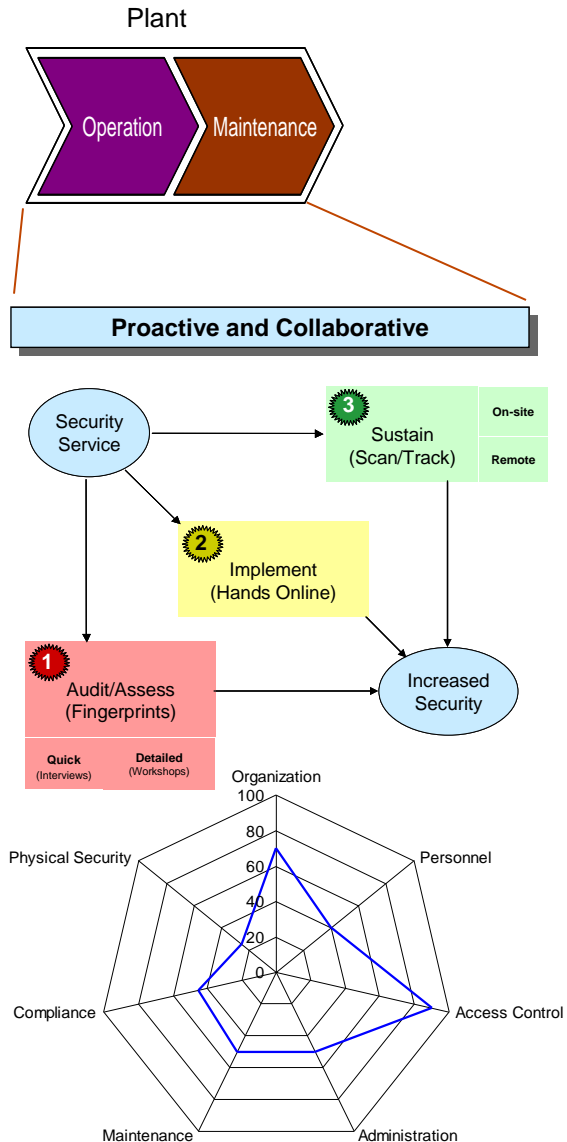 Plant
Operation
Maintenance
Proactive and Collaborative
Security
Service
3
Sustain
(Scan/Track)
On-site
Remote
2
Implement
(Hands Online)
1
Audit/Assess
(Fingerprints)
Quick
(Interviews)
Detailed
(Workshops)
Increased
Security
Organization
100
80
60
40
20
0
Physical Security
Personnel
Compliance
Access Control
Maintenance
Administration